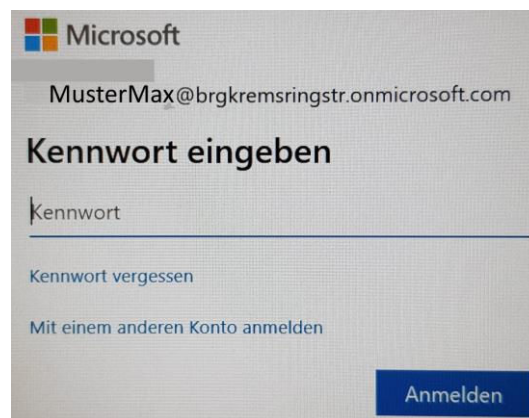 Microsoft
MusterMax@brgkremsringstr.onmicrosoft.com
Kennwort eingeben
Kennwort
Kennwort vergessen
Mit einem anderen Konto anmelden
Anmelden